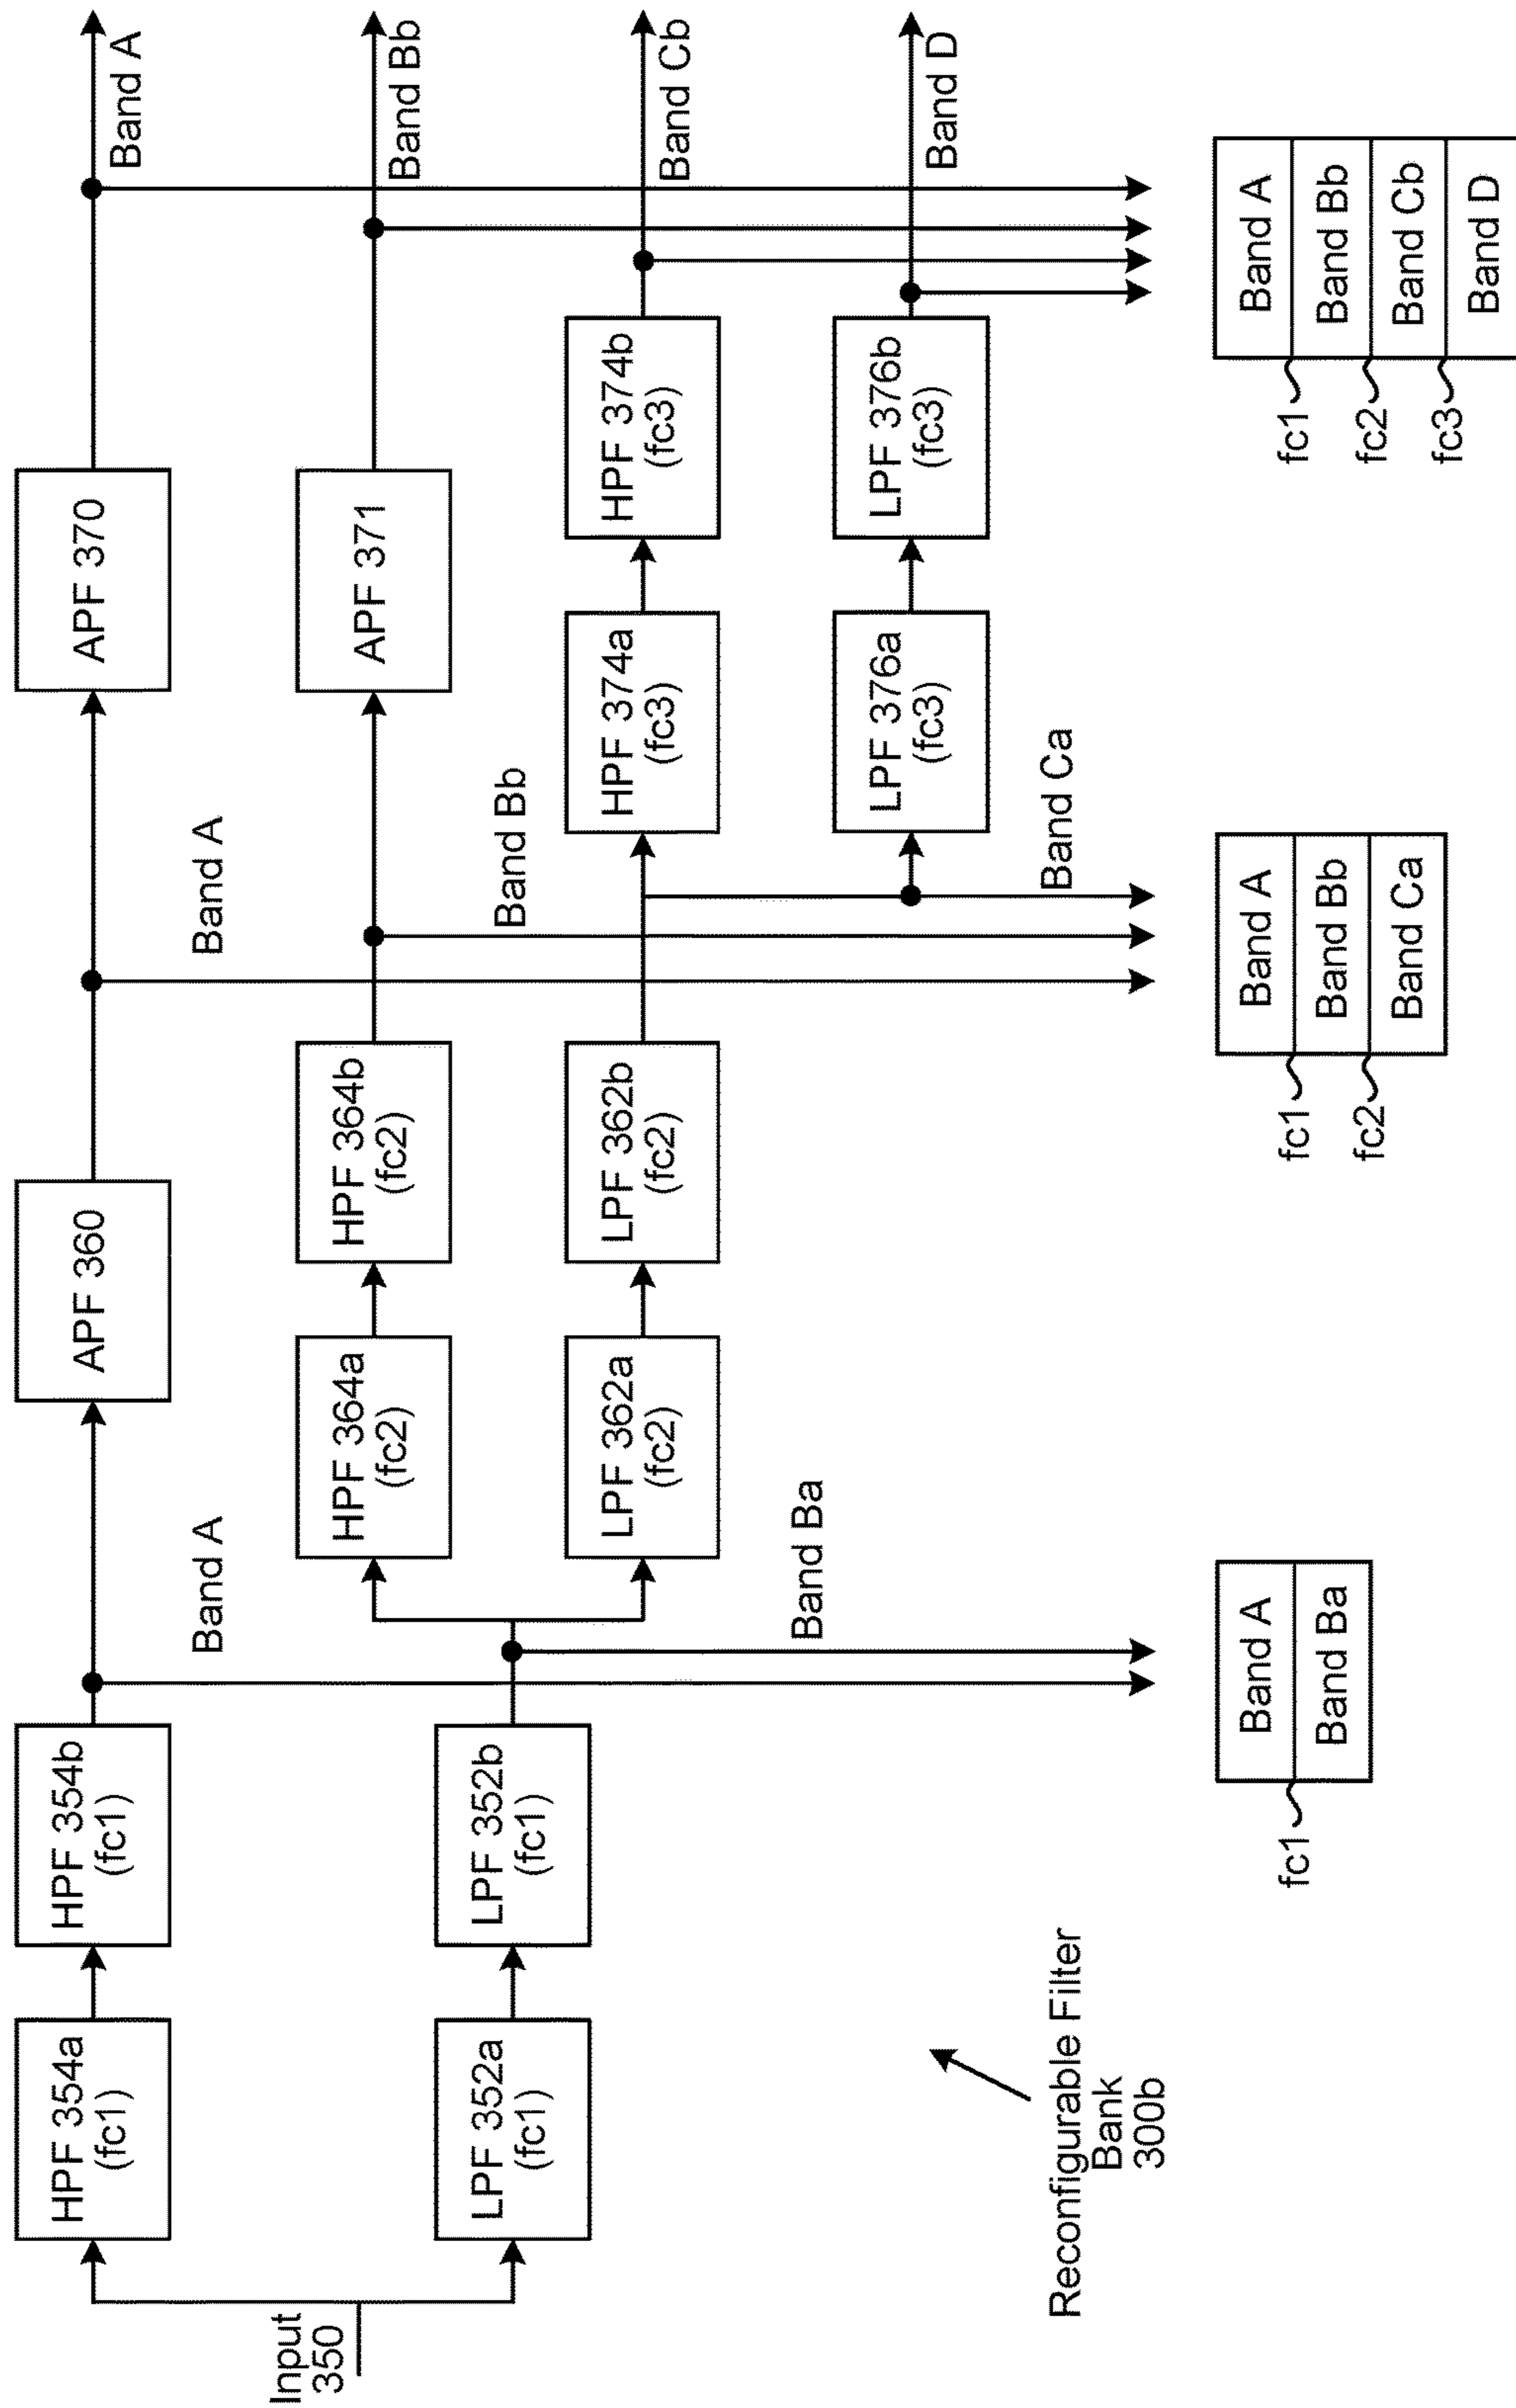 Input
350
HPF 354a
(fc1)
HPF 354b
(fc1)
LPF 352a
(fc1)
LPF 352b
(fc1)
Band A
Band Ba
APF 360
HPF 364a
(fc2)
HPF 364b
(fc2)
LPF 362a
(fc2)
LPF 362b
(fc2)
Band A
Band Bb
Band Ca
APF 370
APF 371
HPF 374a
(fc3)
HPF 374b
(fc3)
LPF 376a
(fc3)
LPF 376b
(fc3)
Band A
Band Bb
Band Cb
Band D
Reconfigurable Filter
Bank
300b
fc1
Band A
Band Ba
fc1
fc2
Band A
Band Bb
Band Ca
fc1
fc2
fc3
Band A
Band Bb
Band Cb
Band D